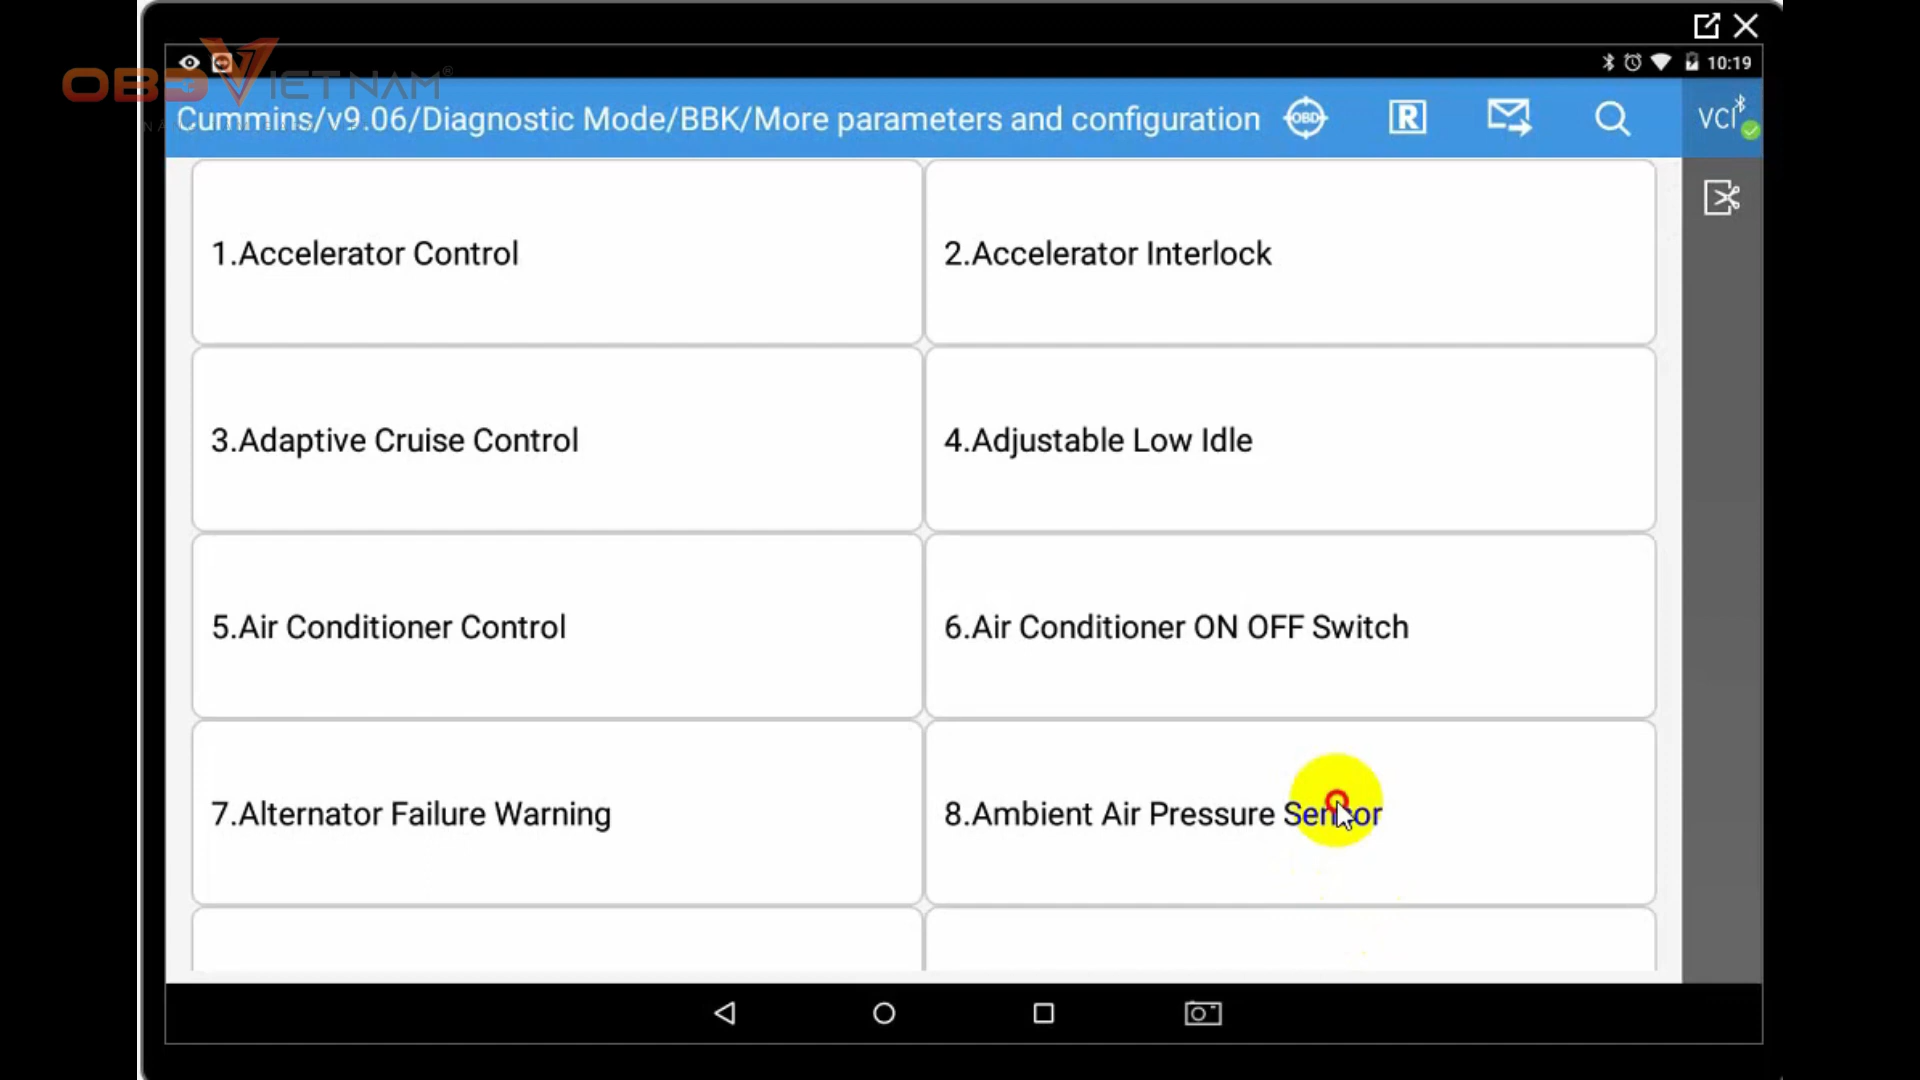 OBD VIETNAM®
10:19
Cummins/v9.06/Diagnostic Mode/BBK/More parameters and configuration
OBD
R
VCI
1.Accelerator Control
2.Accelerator Interlock
3.Adaptive Cruise Control
4.Adjustable Low Idle
5.Air Conditioner Control
6.Air Conditioner ON OFF Switch
7.Alternator Failure Warning
8.Ambient Air Pressure Sensor